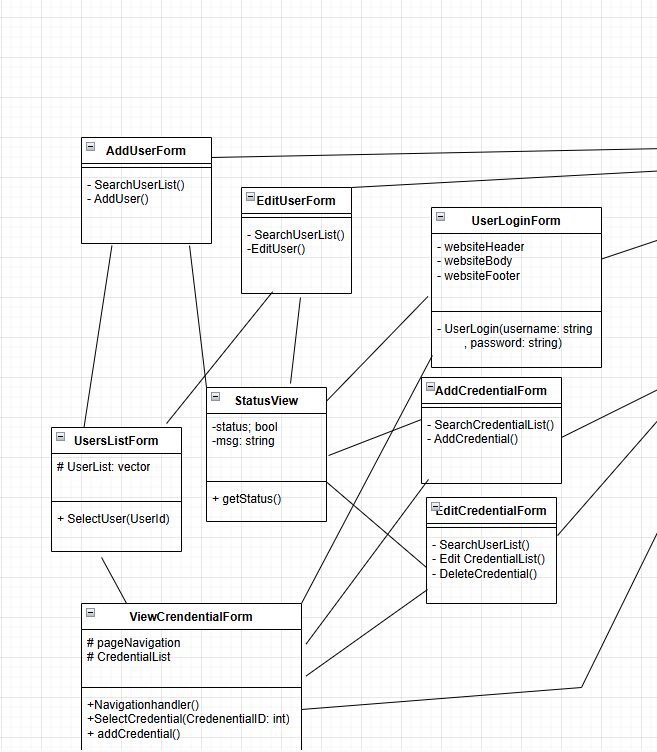 AddUserForm
- SearchUserList()
- AddUser()
EditUserForm
- SearchUserList()
-EditUser()
UserLoginForm
- websiteHeader
- websiteBody
- websiteFooter
- UserLogin(username: string
, password: string)
StatusView
-status; bool
-msg: string
+ getStatus()
AddCredentialForm
- SearchCredentialList()
- AddCredential()
UsersListForm
# UserList: vector
+ SelectUser(UserId)
EditCredentialForm
- SearchUserList()
- Edit CredentialList()
- DeleteCredential()
ViewCrendentialForm
# pageNavigation
# CredentialList
+Navigationhandler()
+SelectCredential(CredenentialID: int)
+ addCredential()